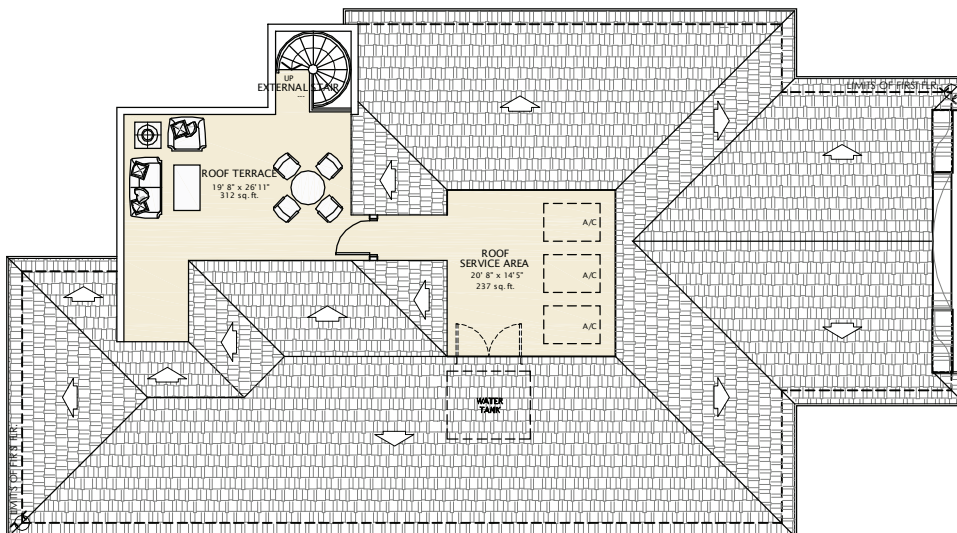 UP
EXTERNAL STAIR
---
LIMITS OF FIRST FLR.
ROOF TERRACE
19' 8" x 26'11"
312 sq. ft.
A/C
ROOF
SERVICE AREA
20' 8" x 14'5"
237 sq. ft.
A/C
A/C
WATER
TANK
LIMITS OF FIRST FLR.